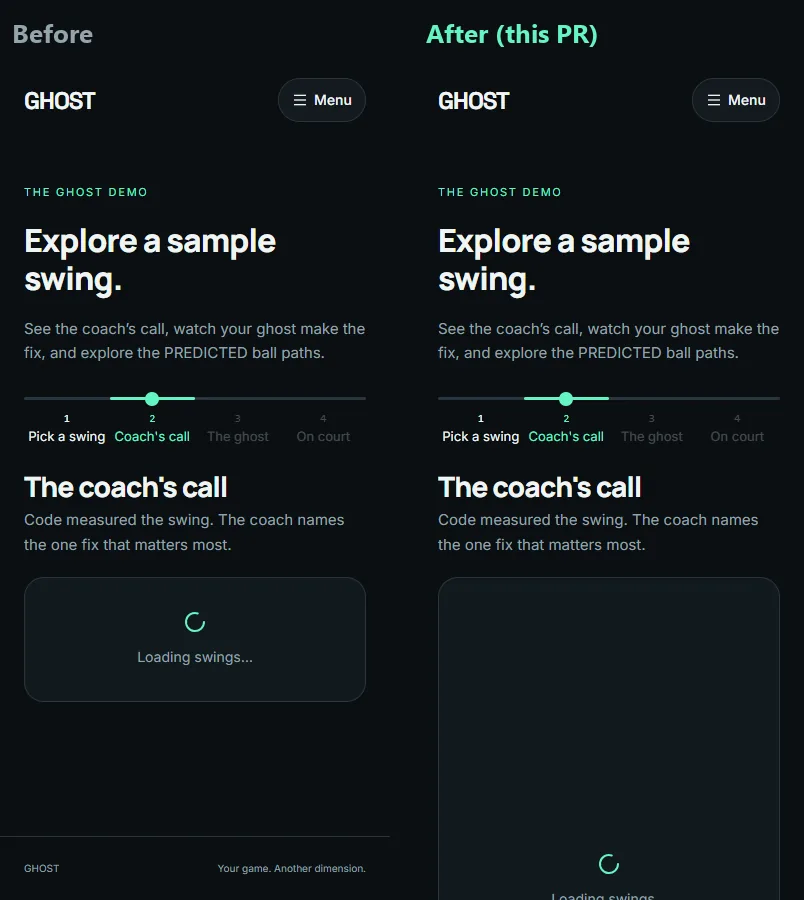 Before
GHOST
Menu
THE GHOST DEMO
Explore a sample
swing.
See the coach’s call, watch your ghost make the
fix, and explore the PREDICTED ball paths.
1 2 3 4
Pick a swing Coach's call The ghost On court
The coach's call
Code measured the swing. The coach names
the one fix that matters most.
Loading swings…
GHOST Your game. Another dimension.
After (this PR)
GHOST
Menu
THE GHOST DEMO
Explore a sample
swing.
See the coach’s call, watch your ghost make the
fix, and explore the PREDICTED ball paths.
1 2 3 4
Pick a swing Coach's call The ghost On court
The coach's call
Code measured the swing. The coach names
the one fix that matters most.
Loading swings